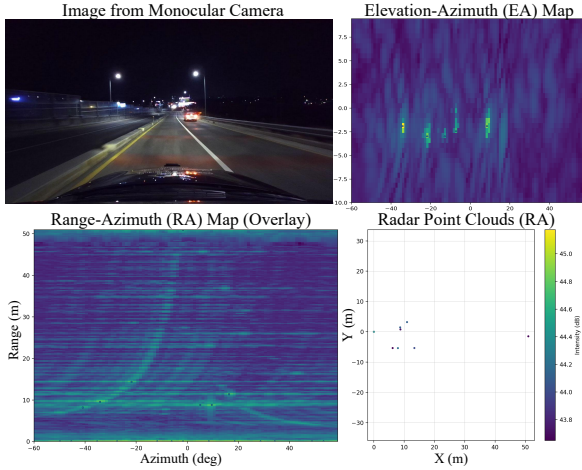 Image from Monocular Camera
Elevation-Azimuth (EA) Map
7.5
5.0
2.5
0.0
-2.5
-5.0
-7.5
-10.0
-60 -40 -20 0 20 40
Range-Azimuth (RA) Map (Overlay)
Radar Point Clouds (RA)
50
40
30
20
10
0
Range (m)
-60 -40 -20 0 20 40
Azimuth (deg)
30
20
10
0
-10
-20
-30
Y (m)
0 10 20 30 40 50
X (m)
45.0
44.8
44.6
44.4
44.2
44.0
43.8
Intensity (dB)